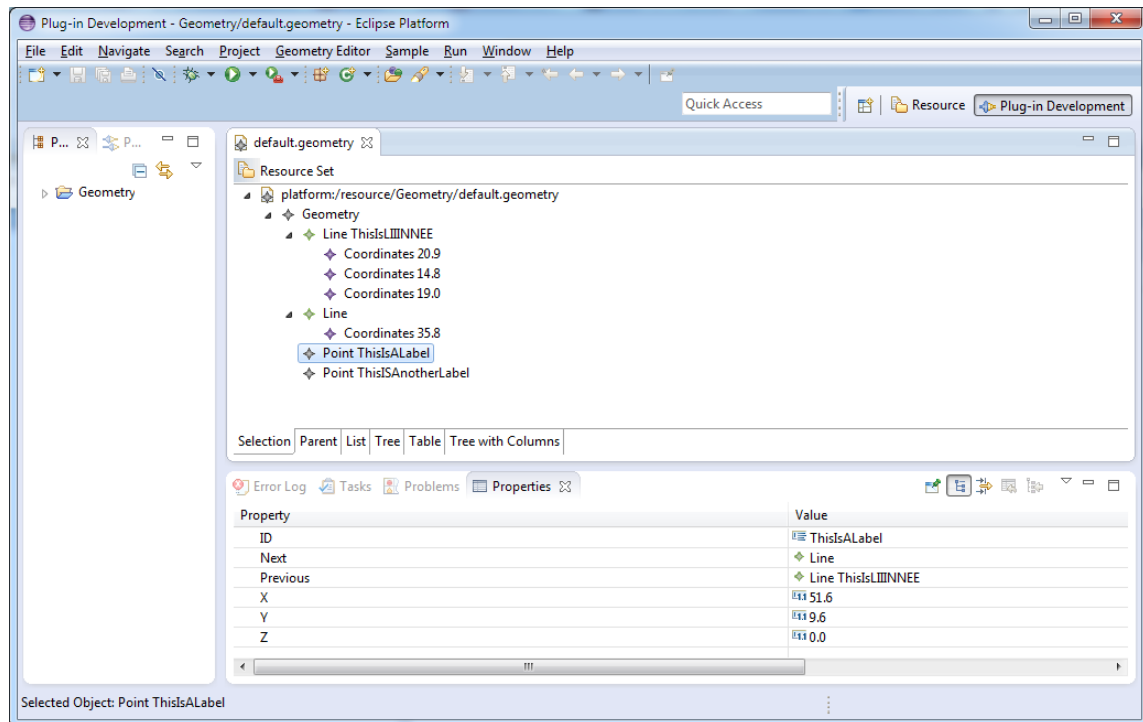 Plug-in Development - Geometry/default.geometry - Eclipse Platform
File Edit Navigate Search Project Geometry Editor Sample Run Window Help
Quick Access
Resource
Plug-in Development
P...
P...
default.geometry
Resource Set
Geometry
platform:/resource/Geometry/default.geometry
Geometry
Line ThisIsLIIINNEE
Coordinates 20.9
Coordinates 14.8
Coordinates 19.0
Line
Coordinates 35.8
Point ThisIsALabel
Point ThisISAnotherLabel
Selection Parent List Tree Table Tree with Columns
Error Log Tasks Problems Properties
Property Value
ID ThisIsALabel
Next Line
Previous Line ThisIsLIIINNEE
X 51.6
Y 9.6
Z 0.0
Selected Object: Point ThisIsALabel